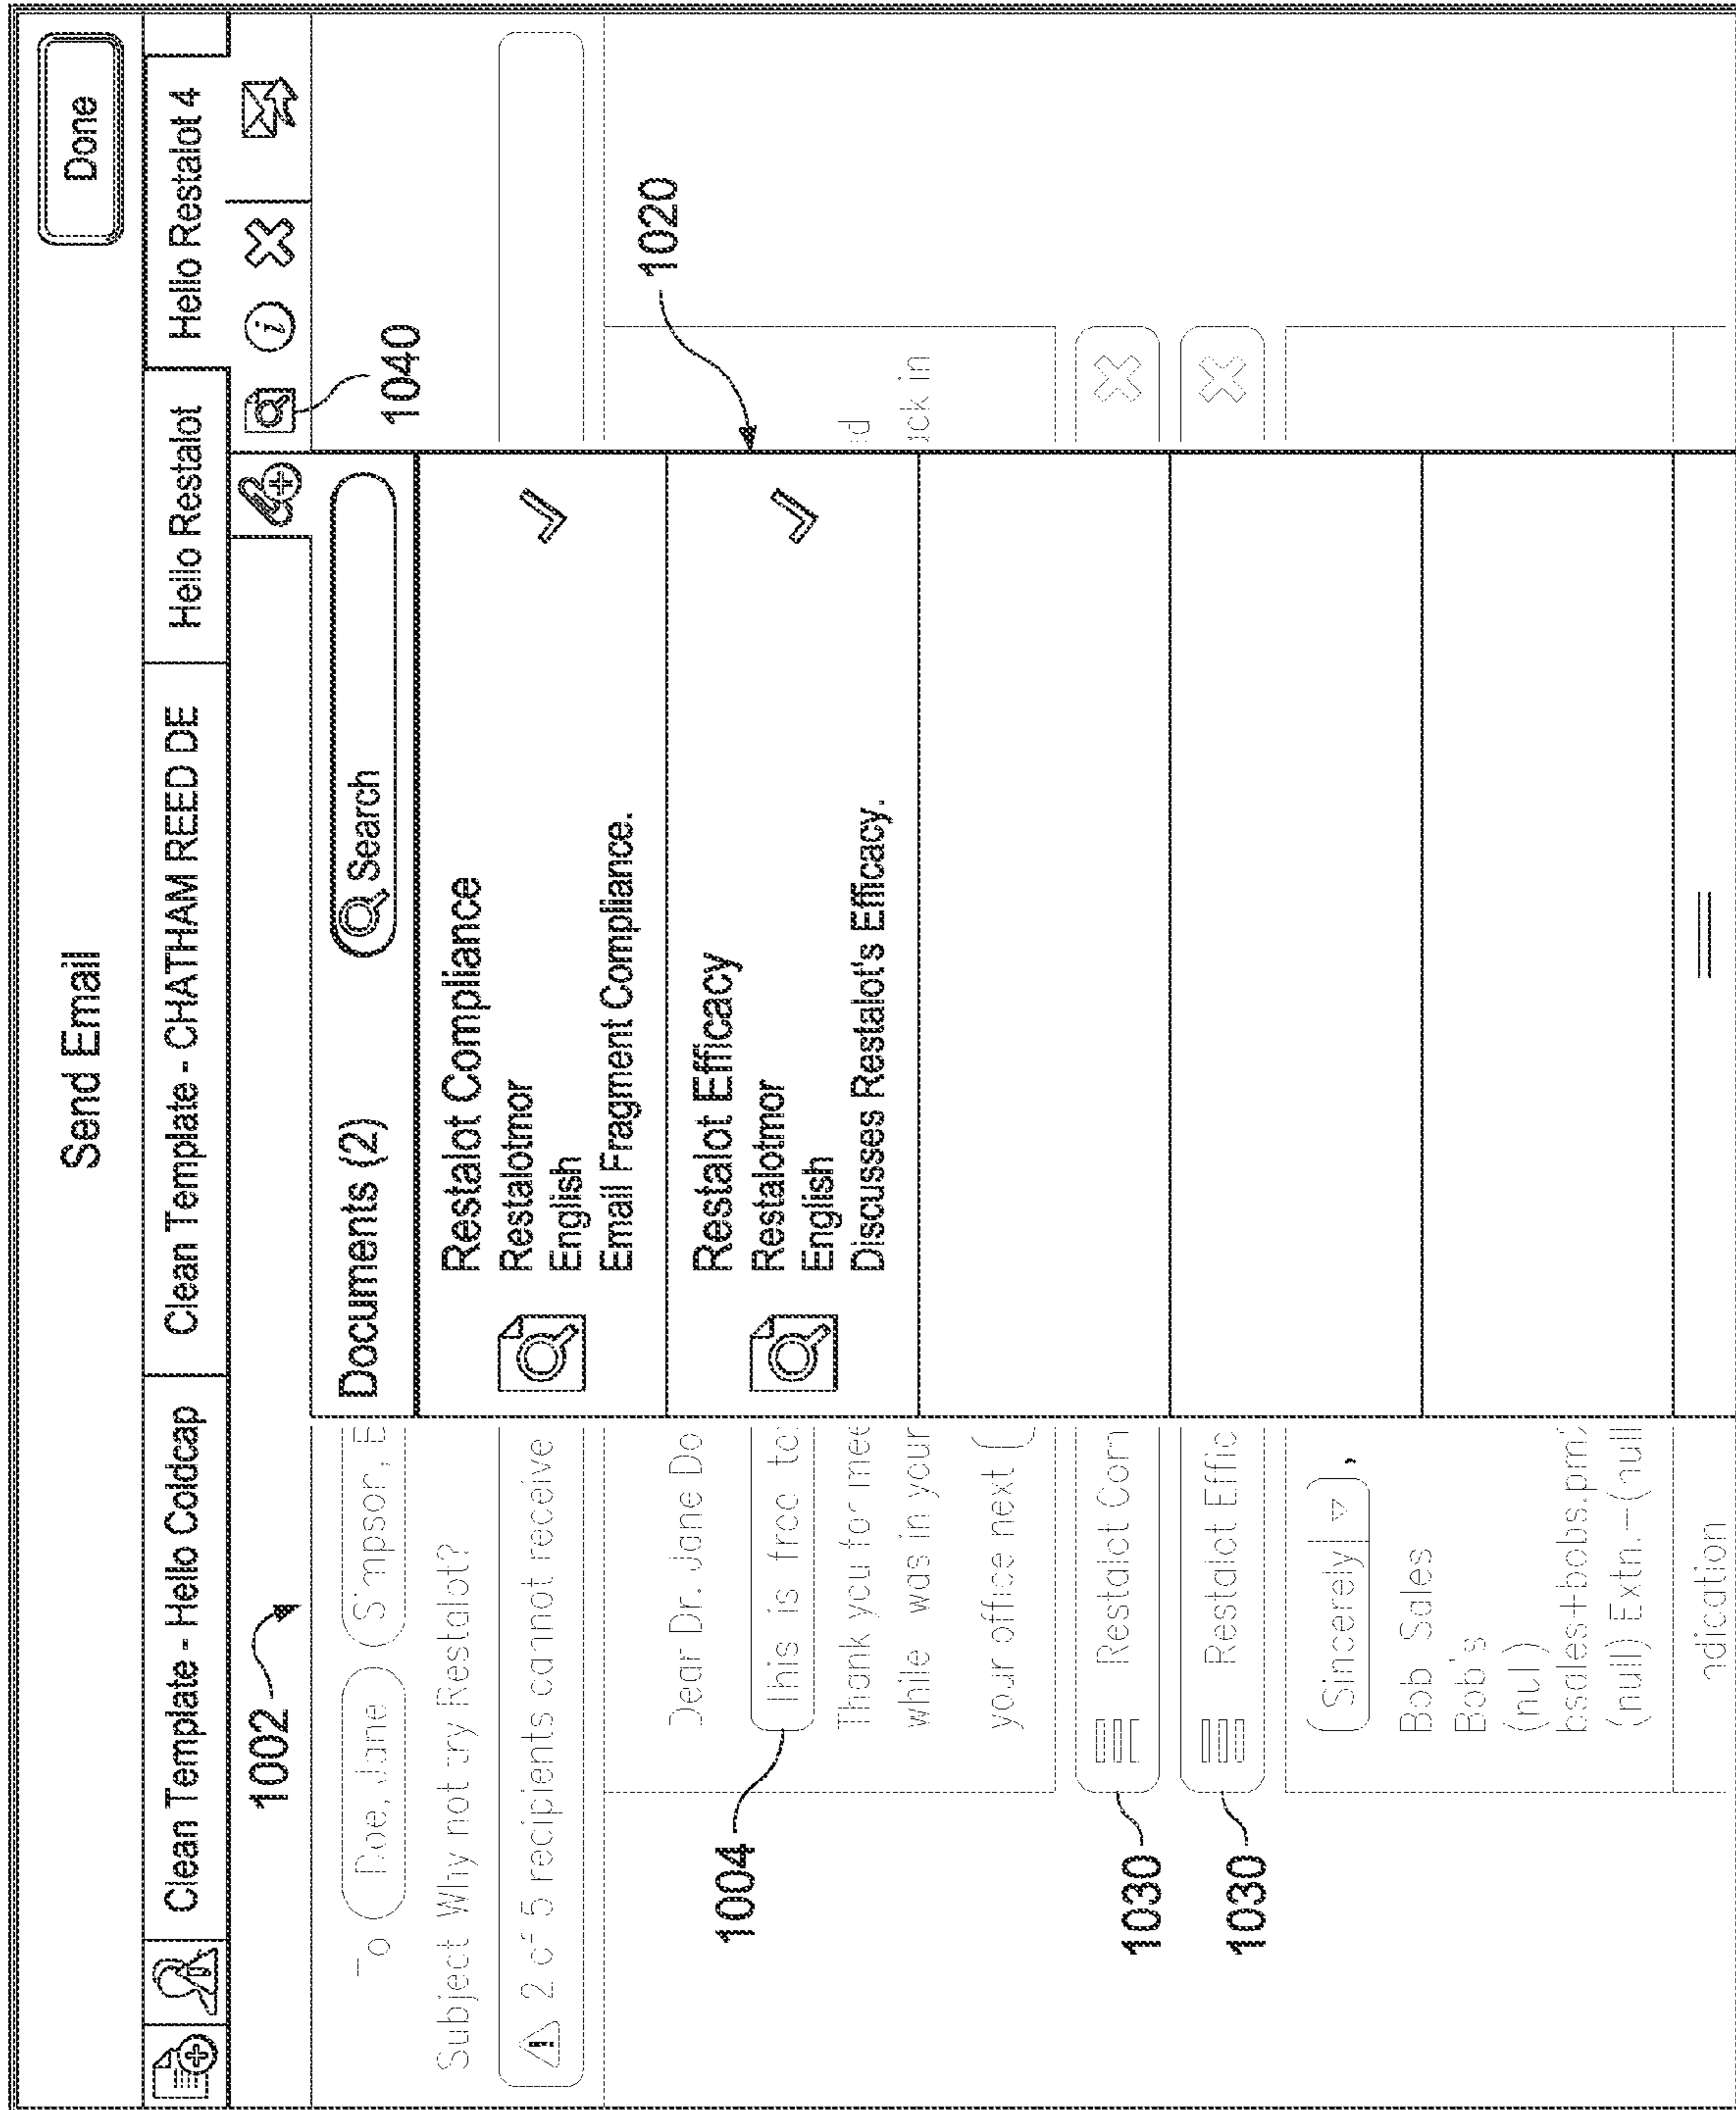 Send Email
Done
Clean Template - Hello Coldcap
Clean Template - CHATHAM REED DE
Hello Restalot
Hello Restalot 4
1002
1040
To Doe, Jane
Subject Why not try Restalot?
2 of 5 recipients cannot receive
Documents (2)
Search
Restalot Compliance
Restalotmor
English
Email Fragment Compliance.
1020
Restalot Efficacy
Restalotmor
English
Discusses Restalot's Efficacy.
Dear Dr. Jane Do
1004
This is free
Thank you for mee
while was in your
your office next
ck in
1030
Restalot Com
1030
Restalot Effic
Sincerely ,
Bob Sales
Bob's
(null)
bsales+bobs.pm
(null) Extn.-(null
ndication